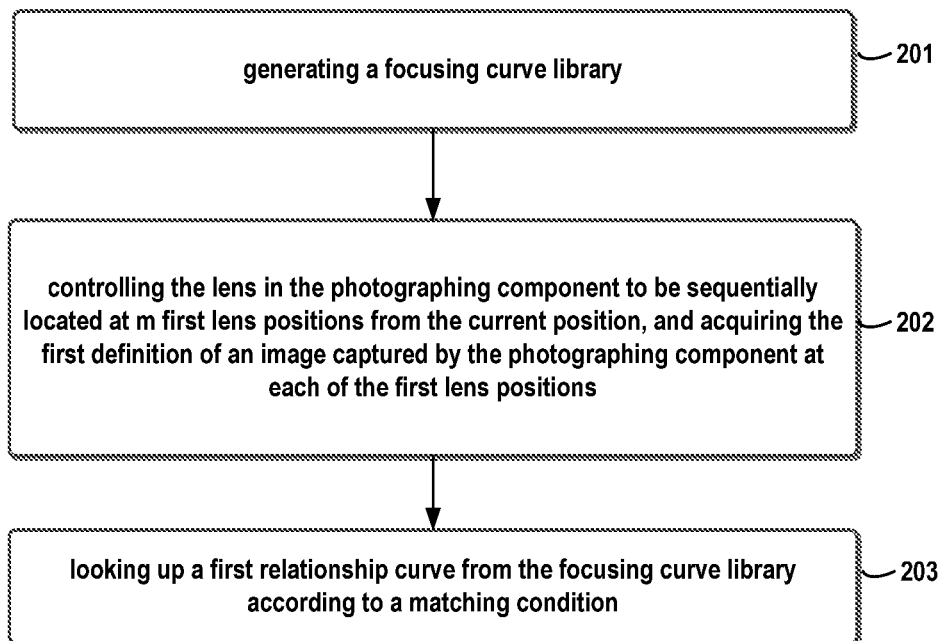 generating a focusing curve library
201
controlling the lens in the photographing component to be sequentially
located at m first lens positions from the current position, and acquiring the
first definition of an image captured by the photographing component at
each of the first lens positions
202
looking up a first relationship curve from the focusing curve library
according to a matching condition
203